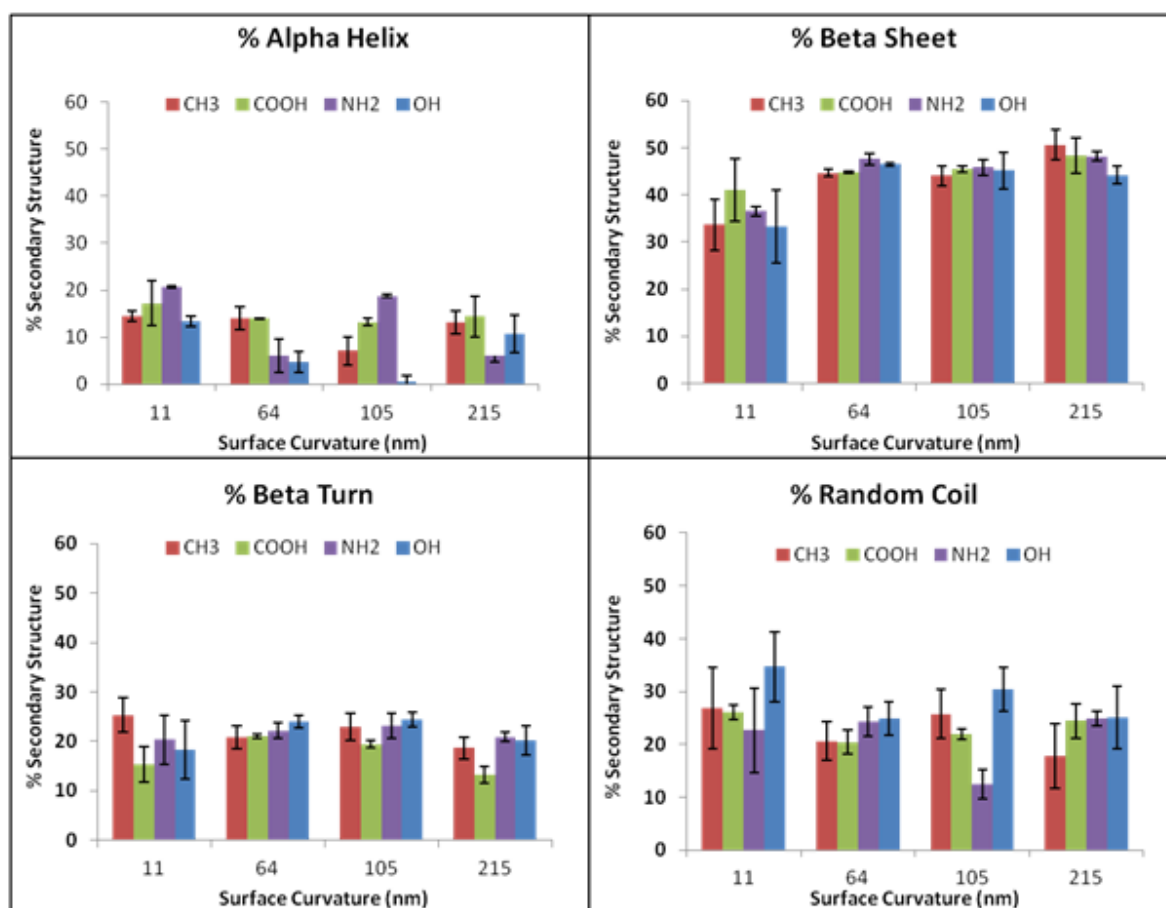 % Alpha Helix
CH3 COOH NH2 OH
% Secondary Structure
60
50
40
30
20
10
0
11 64 105 215
Surface Curvature (nm)
% Beta Sheet
CH3 COOH NH2 OH
% Secondary Structure
60
50
40
30
20
10
0
11 64 105 215
Surface Curvature (nm)
% Beta Turn
CH3 COOH NH2 OH
% Secondary Structure
60
50
40
30
20
10
0
11 64 105 215
Surface Curvature (nm)
% Random Coil
CH3 COOH NH2 OH
% Secondary Structure
60
50
40
30
20
10
0
11 64 105 215
Surface Curvature (nm)